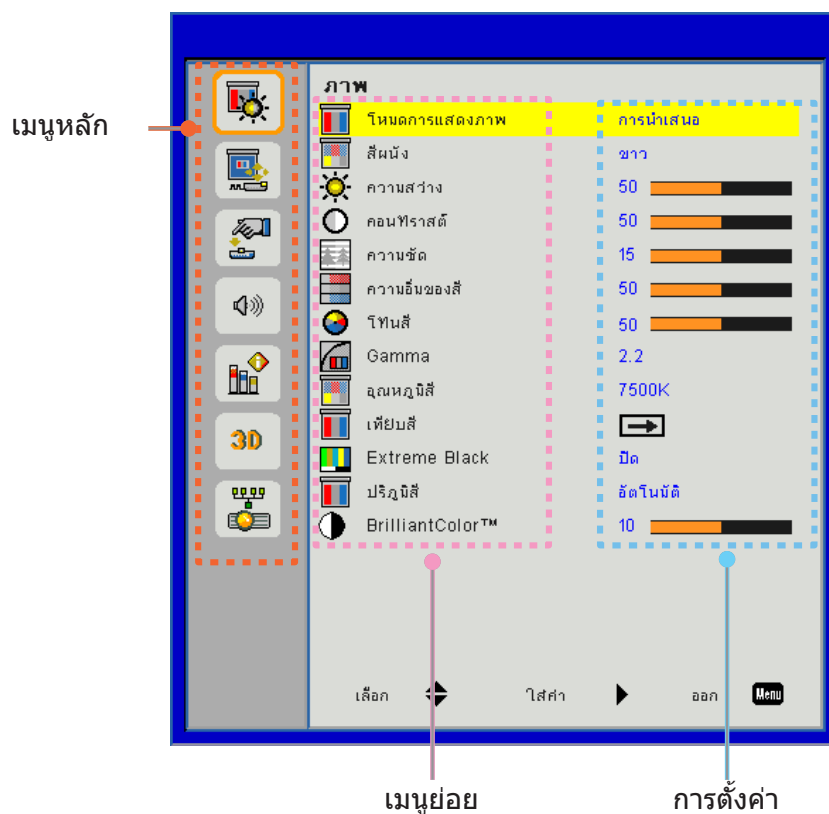 ภาพ
เมนูหลัก
โหมดการแสดงภาพ การนำเสนอ
สีผนัง ขาว
ความสว่าง 50
คอนทราสต์ 50
ความชัด 15
ความอิ่มของสี 50
โทนสี 50
Gamma 2.2
อุณหภูมิสี 7500K
3D
เทียบสี
Extreme Black ปิด
ปริภูมิสี อัตโนมัติ
BrilliantColor™ 10
เลือก ใส่ค่า ออก Menu
เมนูย่อย การตั้งค่า